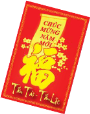 CHÚC
MỪNG
NĂM
MỚI
福
Tấn Tài - Tấn Lộc